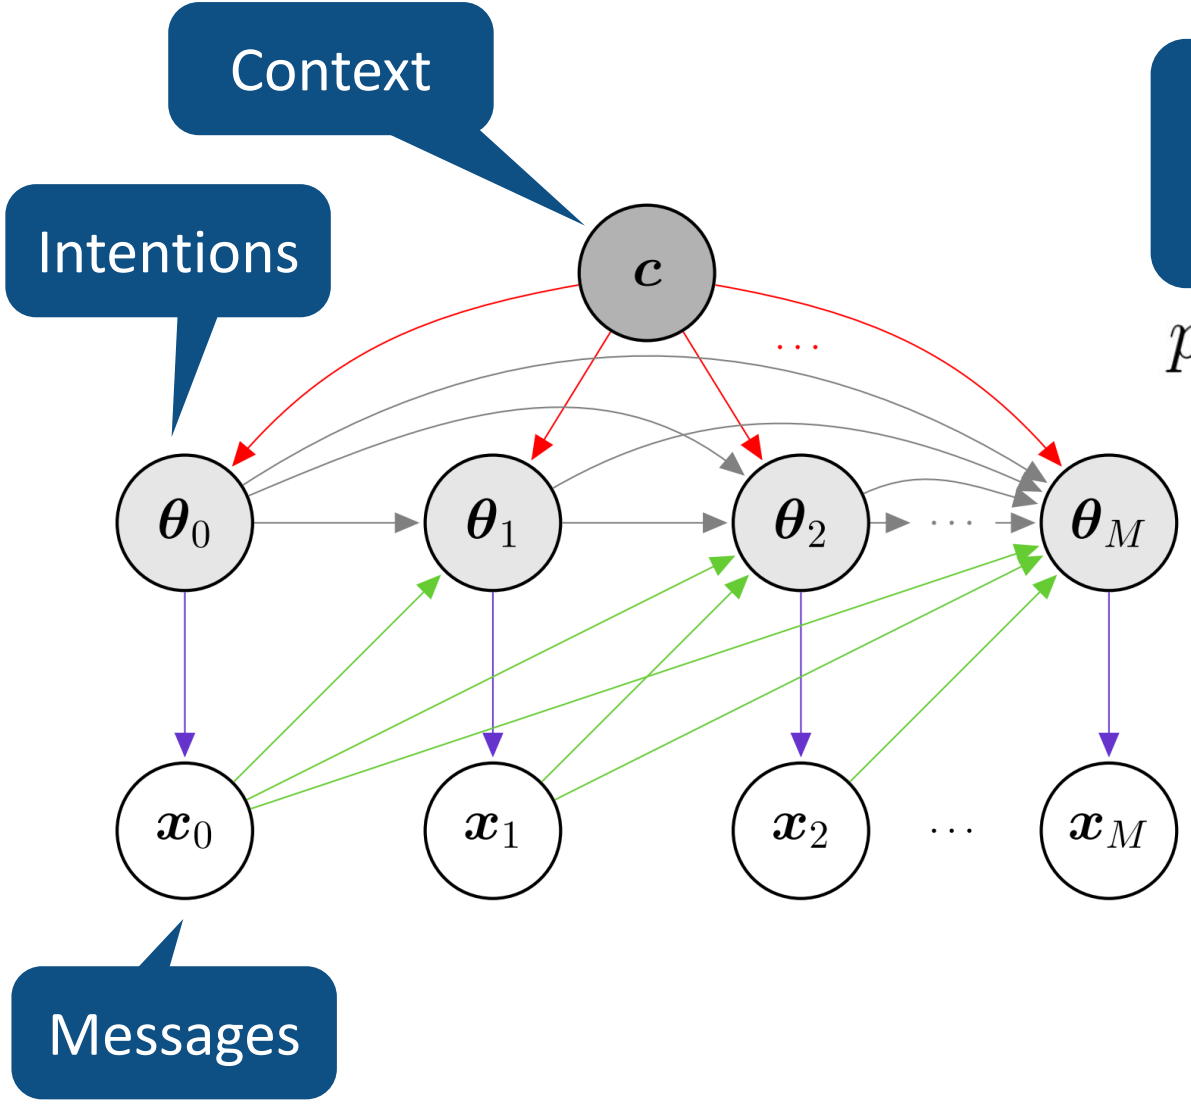 Context
Intentions
c
...
θ0
θ1
θ2
...
θM
x0
x1
x2
...
xM
Messages
p